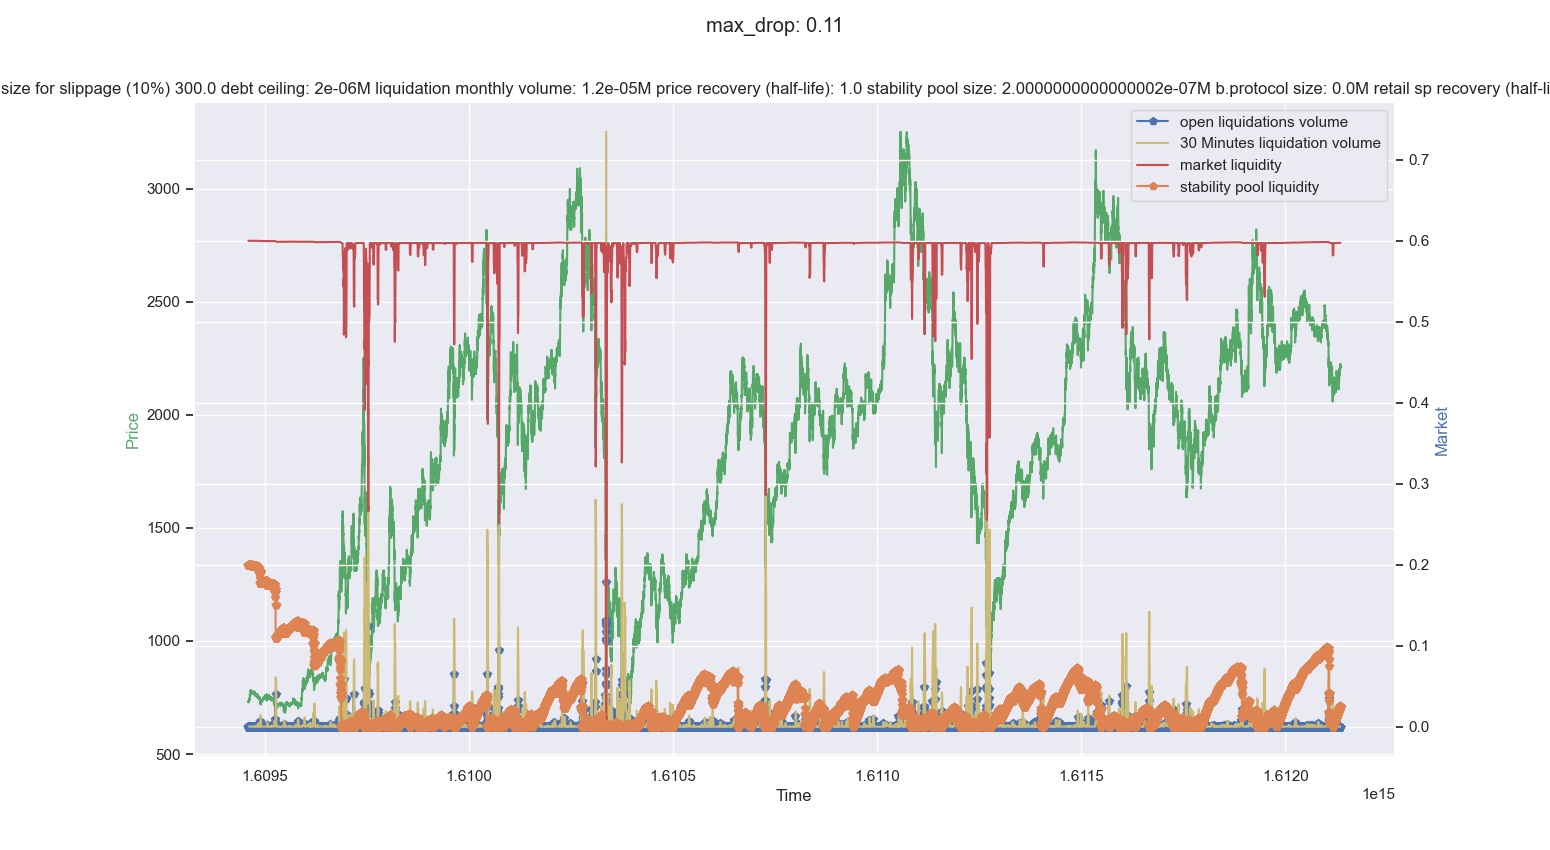 max_drop: 0.11
size for slippage (10%) 300.0 debt ceiling: 2e-06M liquidation monthly volume: 1.2e-05M price recovery (half-life): 1.0 stability pool size: 2.0000000000000002e-07M b.protocol size: 0.0M retail sp recovery (half-li
open liquidations volume
30 Minutes liquidation volume
market liquidity
stability pool liquidity
3000
2500
2000
1500
1000
500
Price
0.7
0.6
0.5
0.4
0.3
0.2
0.1
0.0
Market
1.6095 1.6100 1.6105 1.6110 1.6115 1.6120
Time
1e15